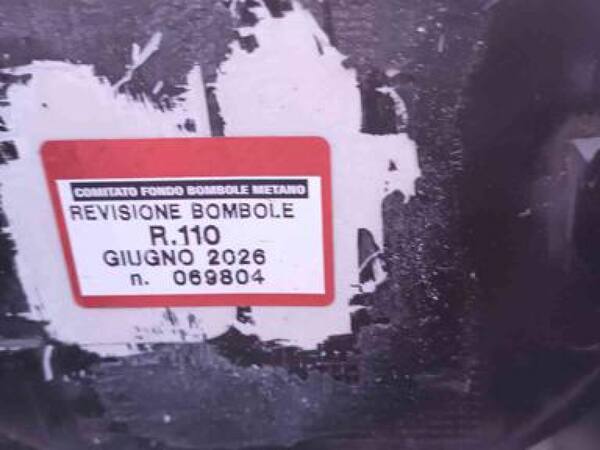 COMITATO FONDO BOMBOLE METANO
REVISIONE BOMBOLE
R.110
GIUGNO 2026
n. 069804